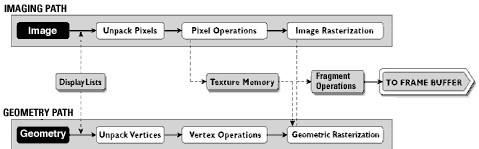 IMAGING PATH
Image
Unpack Pixels
Pixel Operations
Image Rasterization
Display Lists
Texture Memory
Fragment
Operations
TO FRAME BUFFER
GEOMETRY PATH
Geometry
Unpack Vertices
Vertex Operations
Geometric Rasterization